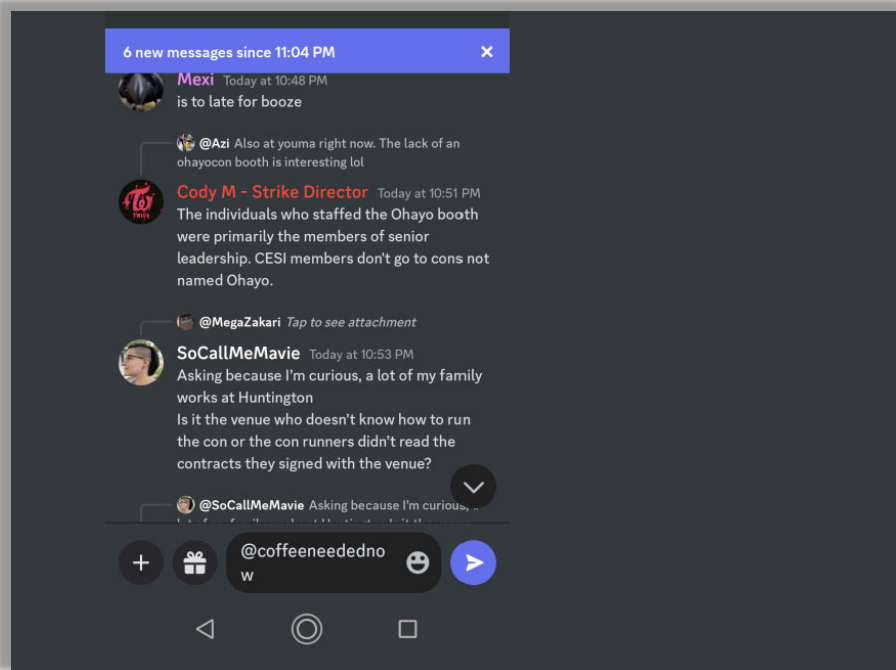 6 new messages since 11:04 PM
Mexi Today at 10:48 PM
is to late for booze
@Azi Also at youma right now. The lack of an
ohayocon booth is interesting lol
Cody M - Strike Director Today at 10:51 PM
TWICE
The individuals who staffed the Ohayo booth
were primarily the members of senior
leadership. CESI members don't go to cons not
named Ohayo.
@MegaZakari Tap to see attachment
SoCallMeMavie Today at 10:53 PM
Asking because I'm curious, a lot of my family
works at Huntington
Is it the venue who doesn't know how to run
the con or the con runners didn't read the
contracts they signed with the venue?
@SoCallMeMavie Asking because I'm curious,
@coffeeneededno
w